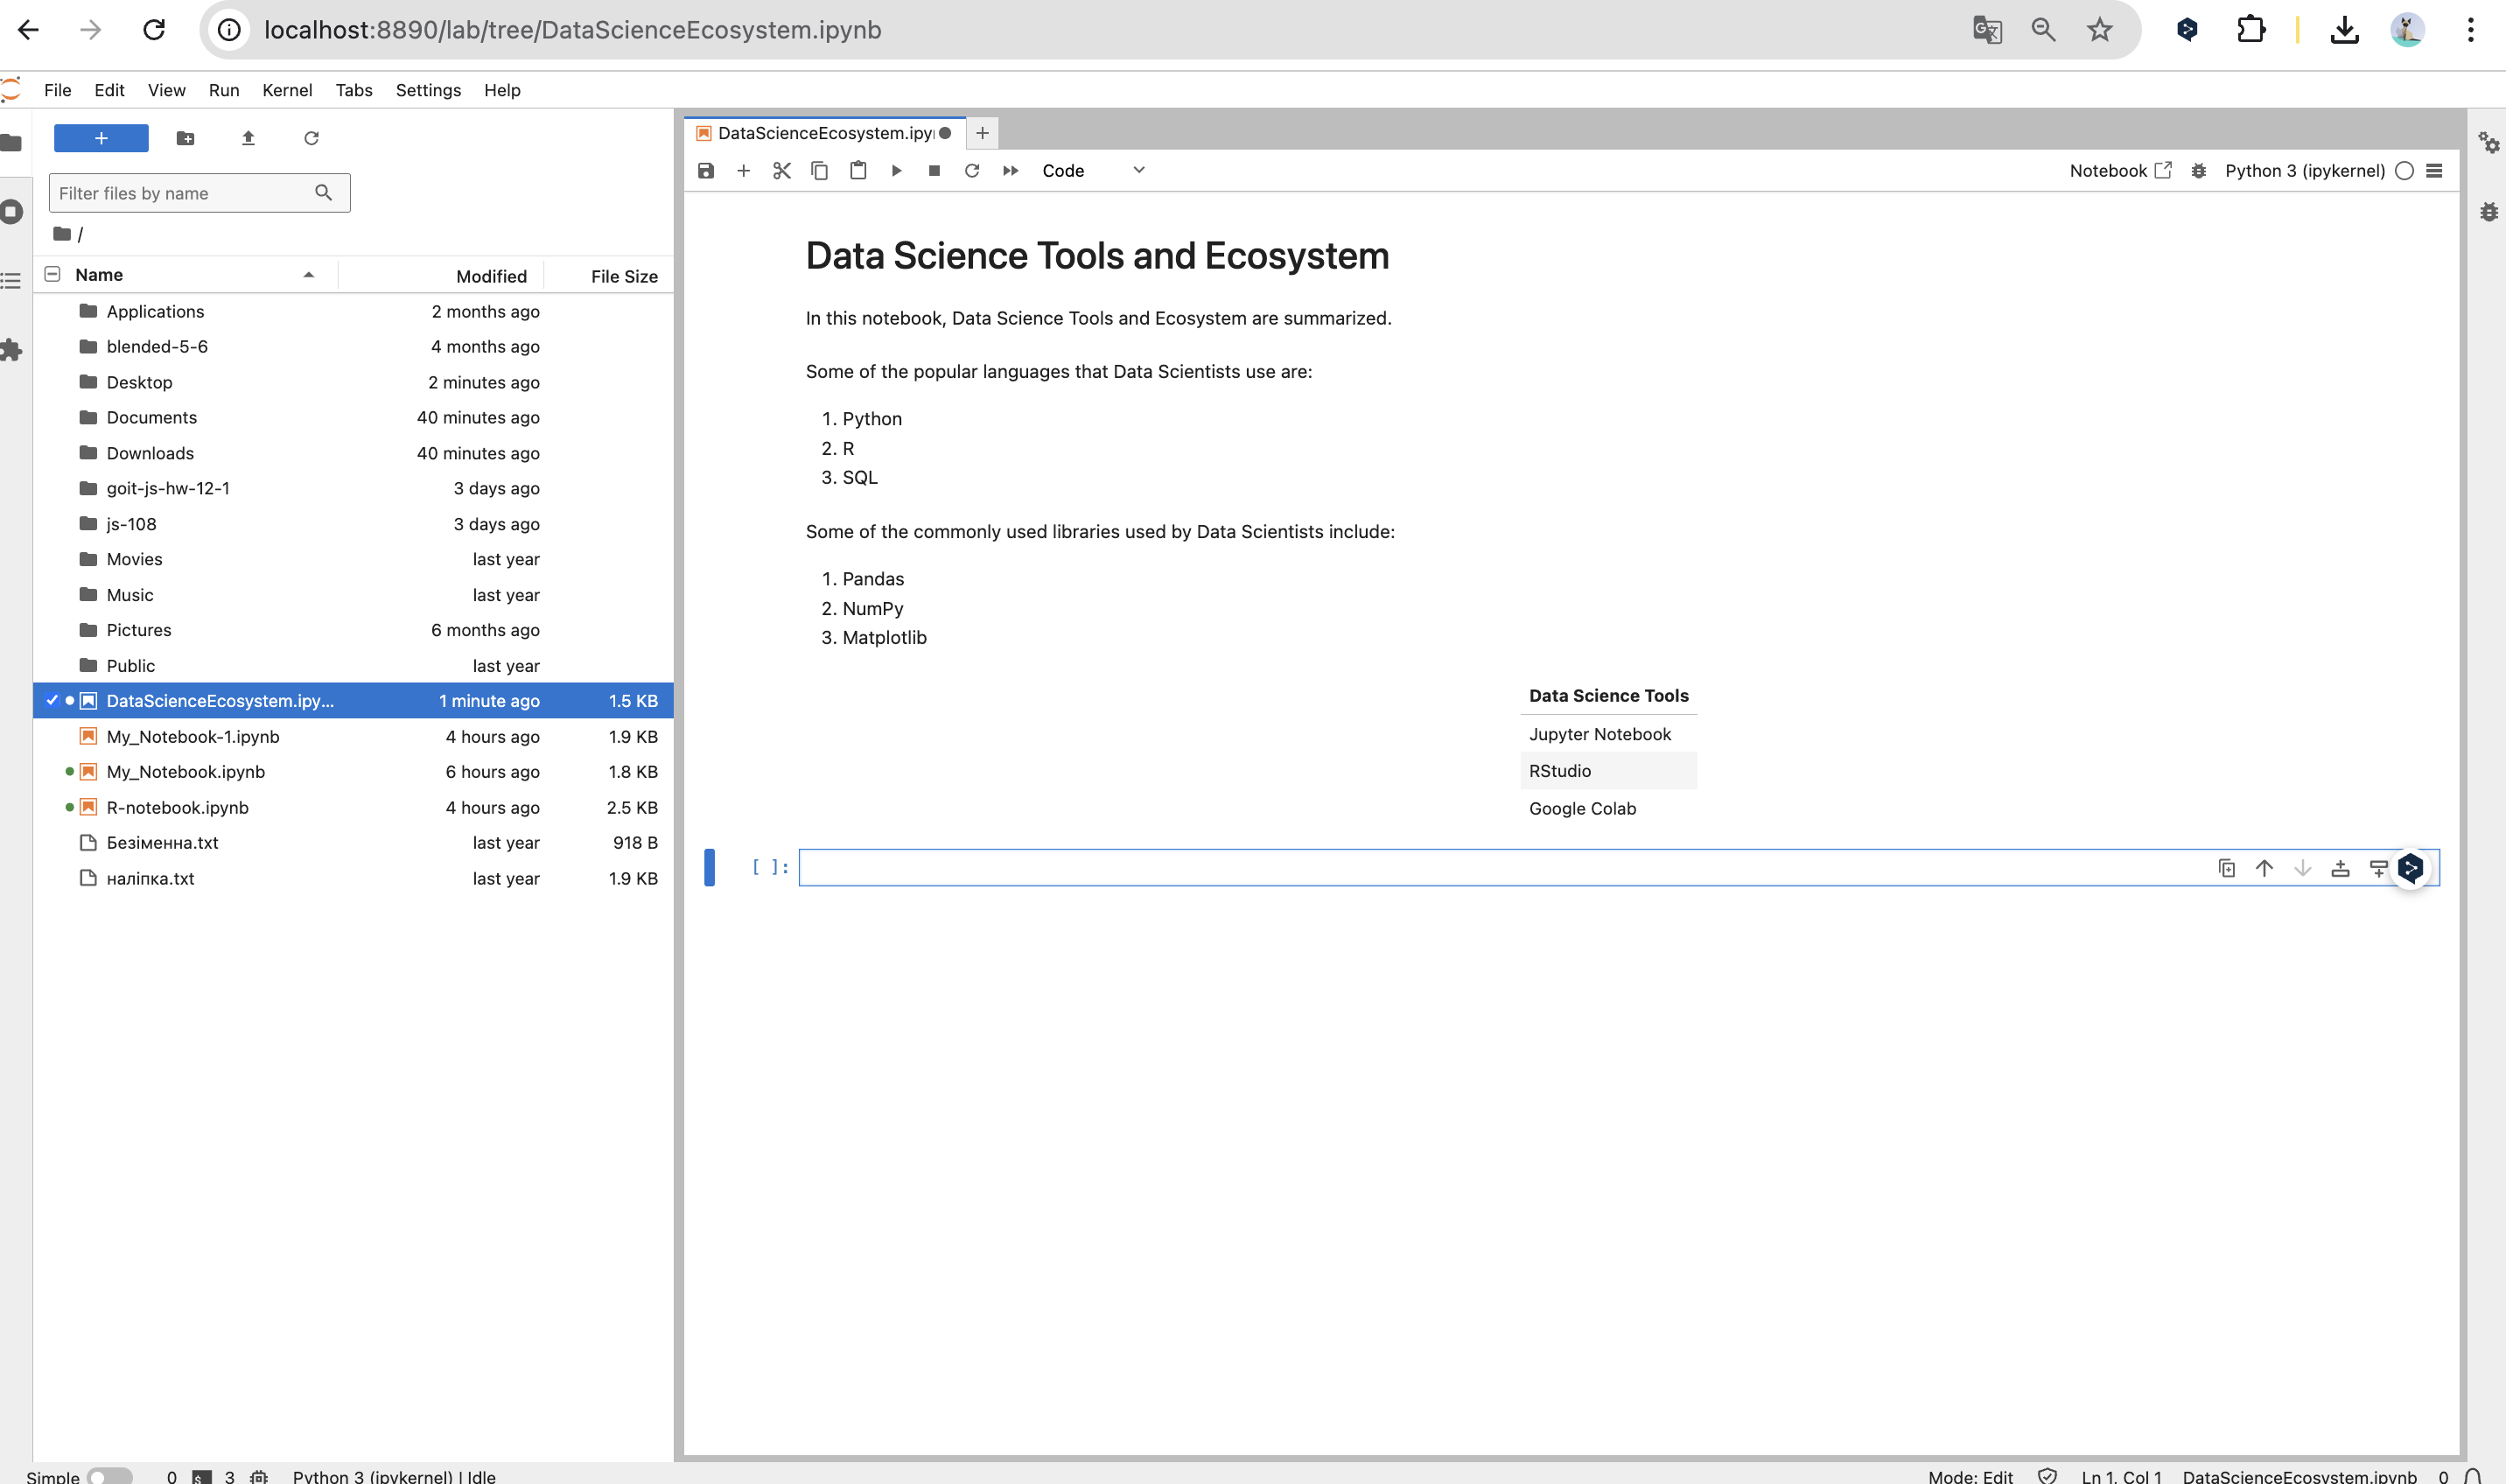 localhost:8890/lab/tree/DataScienceEcosystem.ipynb
File Edit View Run Kernel Tabs Settings Help
Filter files by name
/
Name Modified File Size
Applications 2 months ago
blended-5-6 4 months ago
Desktop 2 minutes ago
Documents 40 minutes ago
Downloads 40 minutes ago
goit-js-hw-12-1 3 days ago
js-108 3 days ago
Movies last year
Music last year
Pictures 6 months ago
Public last year
DataScienceEcosystem.ipy... 1 minute ago 1.5 KB
My_Notebook-1.ipynb 4 hours ago 1.9 KB
My_Notebook.ipynb 6 hours ago 1.8 KB
R-notebook.ipynb 4 hours ago 2.5 KB
Безіменна.txt last year 918 B
наліпка.txt last year 1.9 KB
DataScienceEcosystem.ipy
Code Notebook Python 3 (ipykernel)
Data Science Tools and Ecosystem
In this notebook, Data Science Tools and Ecosystem are summarized.
Some of the popular languages that Data Scientists use are:
1. Python
2. R
3. SQL
Some of the commonly used libraries used by Data Scientists include:
1. Pandas
2. NumPy
3. Matplotlib
Data Science Tools
Jupyter Notebook
RStudio
Google Colab
[ ]:
Simple 0 3 Python 3 (ipykernel) | Idle Mode: Edit Ln 1, Col 1 DataScienceEcosystem.ipynb 0